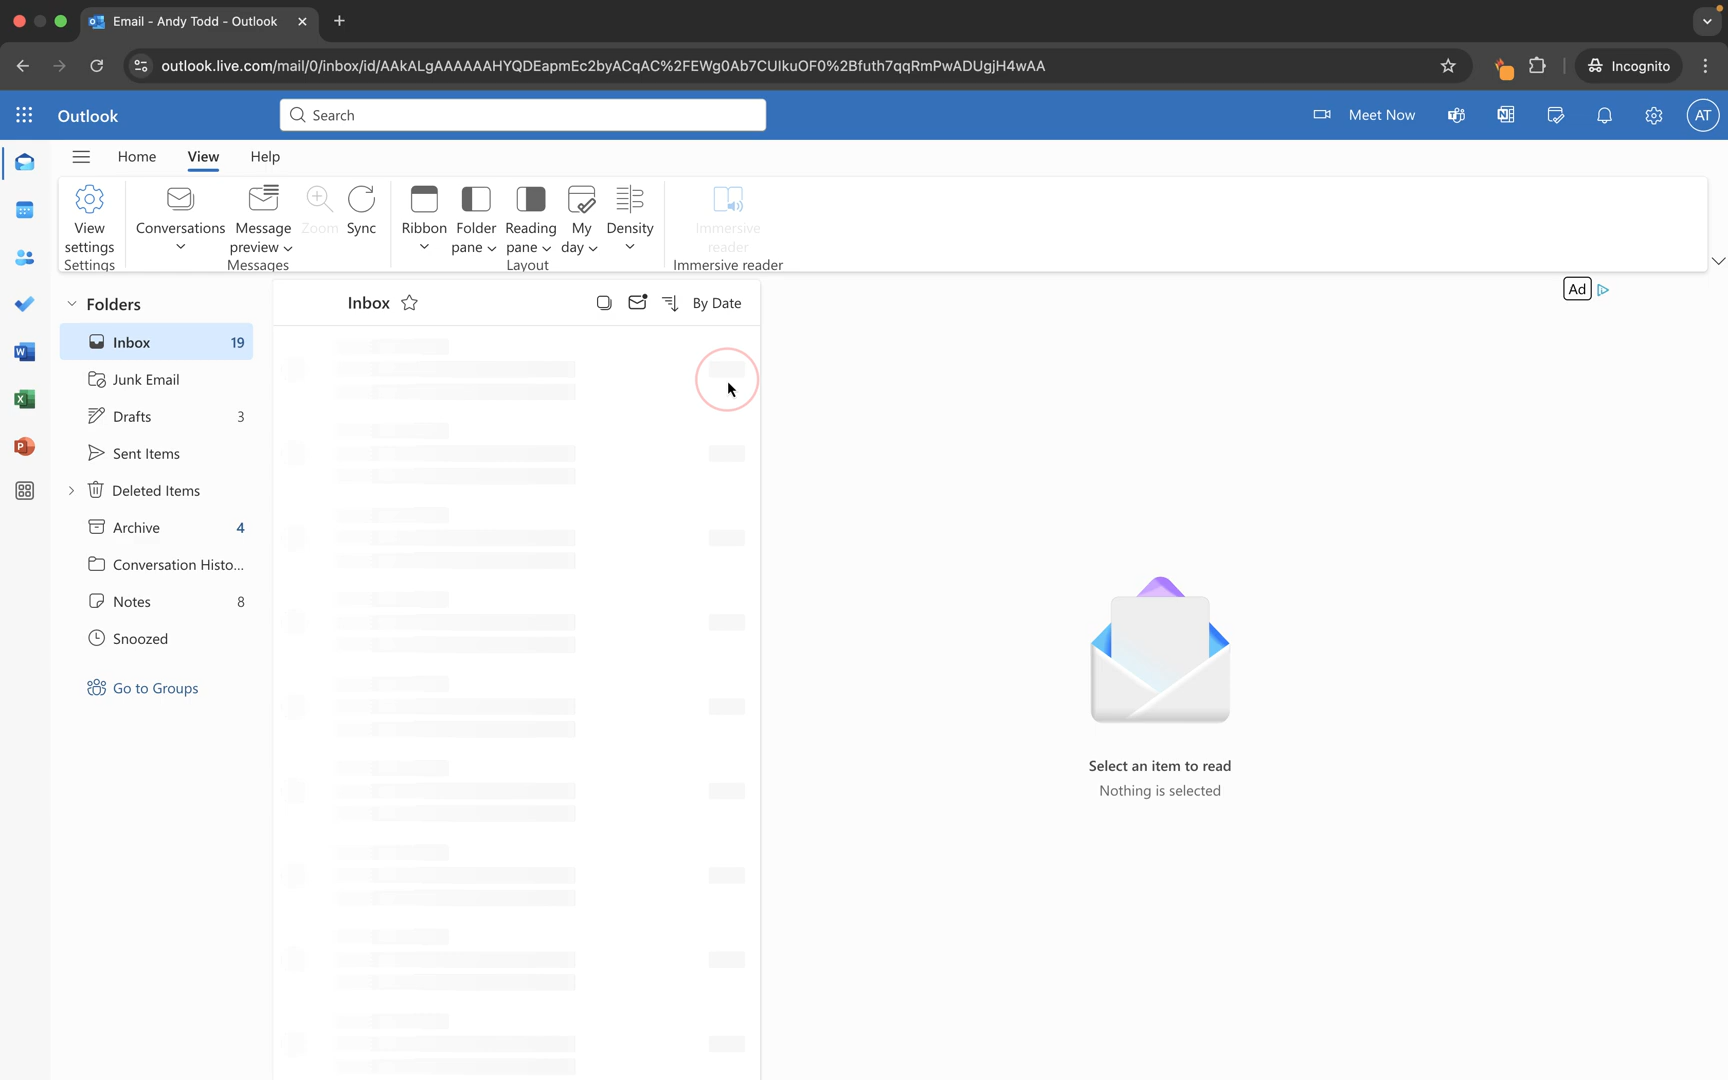 Email - Andy Todd - Outlook
outlook.live.com/mail/0/inbox/id/AAkALgAAAAAAHYQDEapmEc2byACqAC%2FEWg0Ab7CUIkuOF0%2Bfuth7qqRmPwADUgjH4wAA
Incognito
Outlook
Search
Meet Now
AT
Home
View
Help
View settings
Conversations
Message preview
Zoom
Sync
Ribbon
Folder pane
Reading pane
My day
Density
Immersive reader
Settings
Messages
Layout
Immersive reader
Ad
Folders
Inbox 19
Junk Email
Drafts 3
Sent Items
Deleted Items
Archive 4
Conversation Histo...
Notes 8
Snoozed
Go to Groups
Inbox
By Date
Select an item to read
Nothing is selected